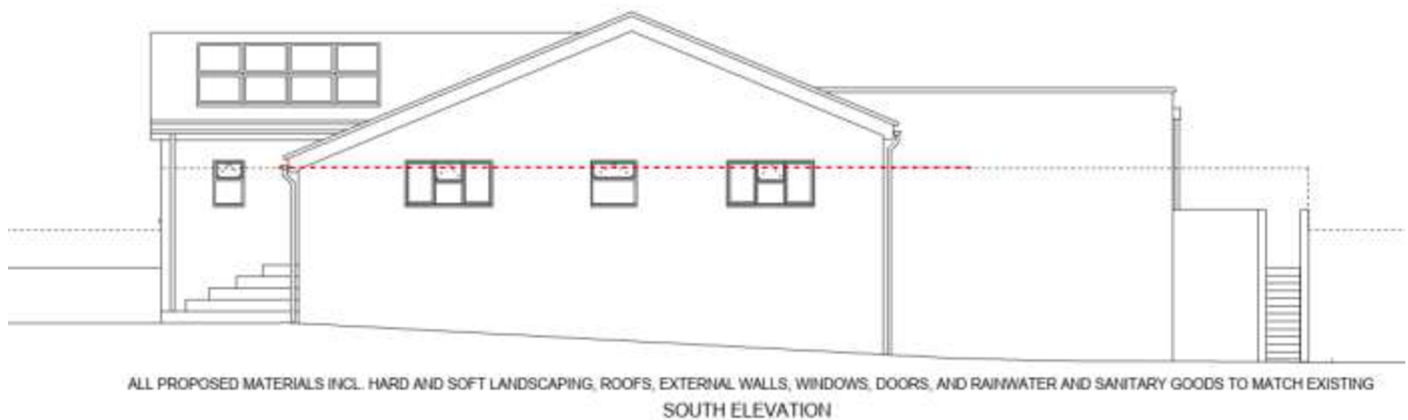 ALL PROPOSED MATERIALS INCL. HARD AND SOFT LANDSCAPING, ROOFS, EXTERNAL WALLS, WINDOWS, DOORS, AND RAINWATER AND SANITARY GOODS TO MATCH EXISTING
SOUTH ELEVATION